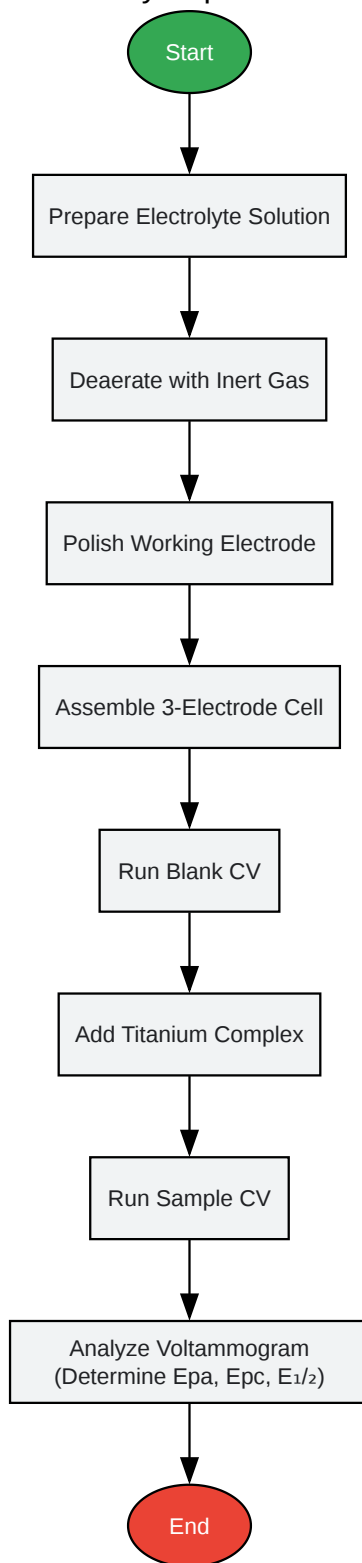 Start
Prepare Electrolyte Solution
Deaerate with Inert Gas
Polish Working Electrode
Assemble 3-Electrode Cell
Run Blank CV
Add Titanium Complex
Run Sample CV
Analyze Voltammogram
(Determine Epa, Epc, E₁/₂)
End